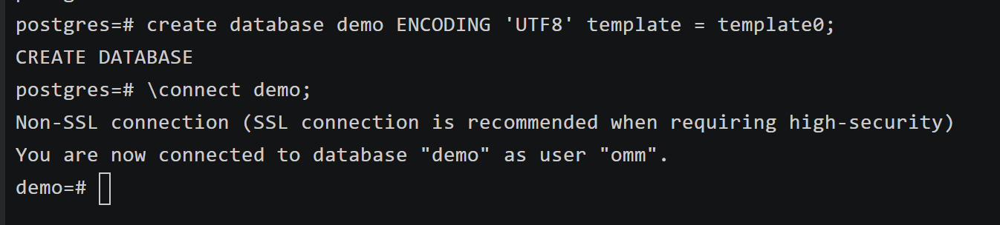 postgres=# create database demo ENCODING 'UTF8' template = template0;
CREATE DATABASE
postgres=# \connect demo;
Non-SSL connection (SSL connection is recommended when requiring high-security)
You are now connected to database "demo" as user "omm".
demo=#